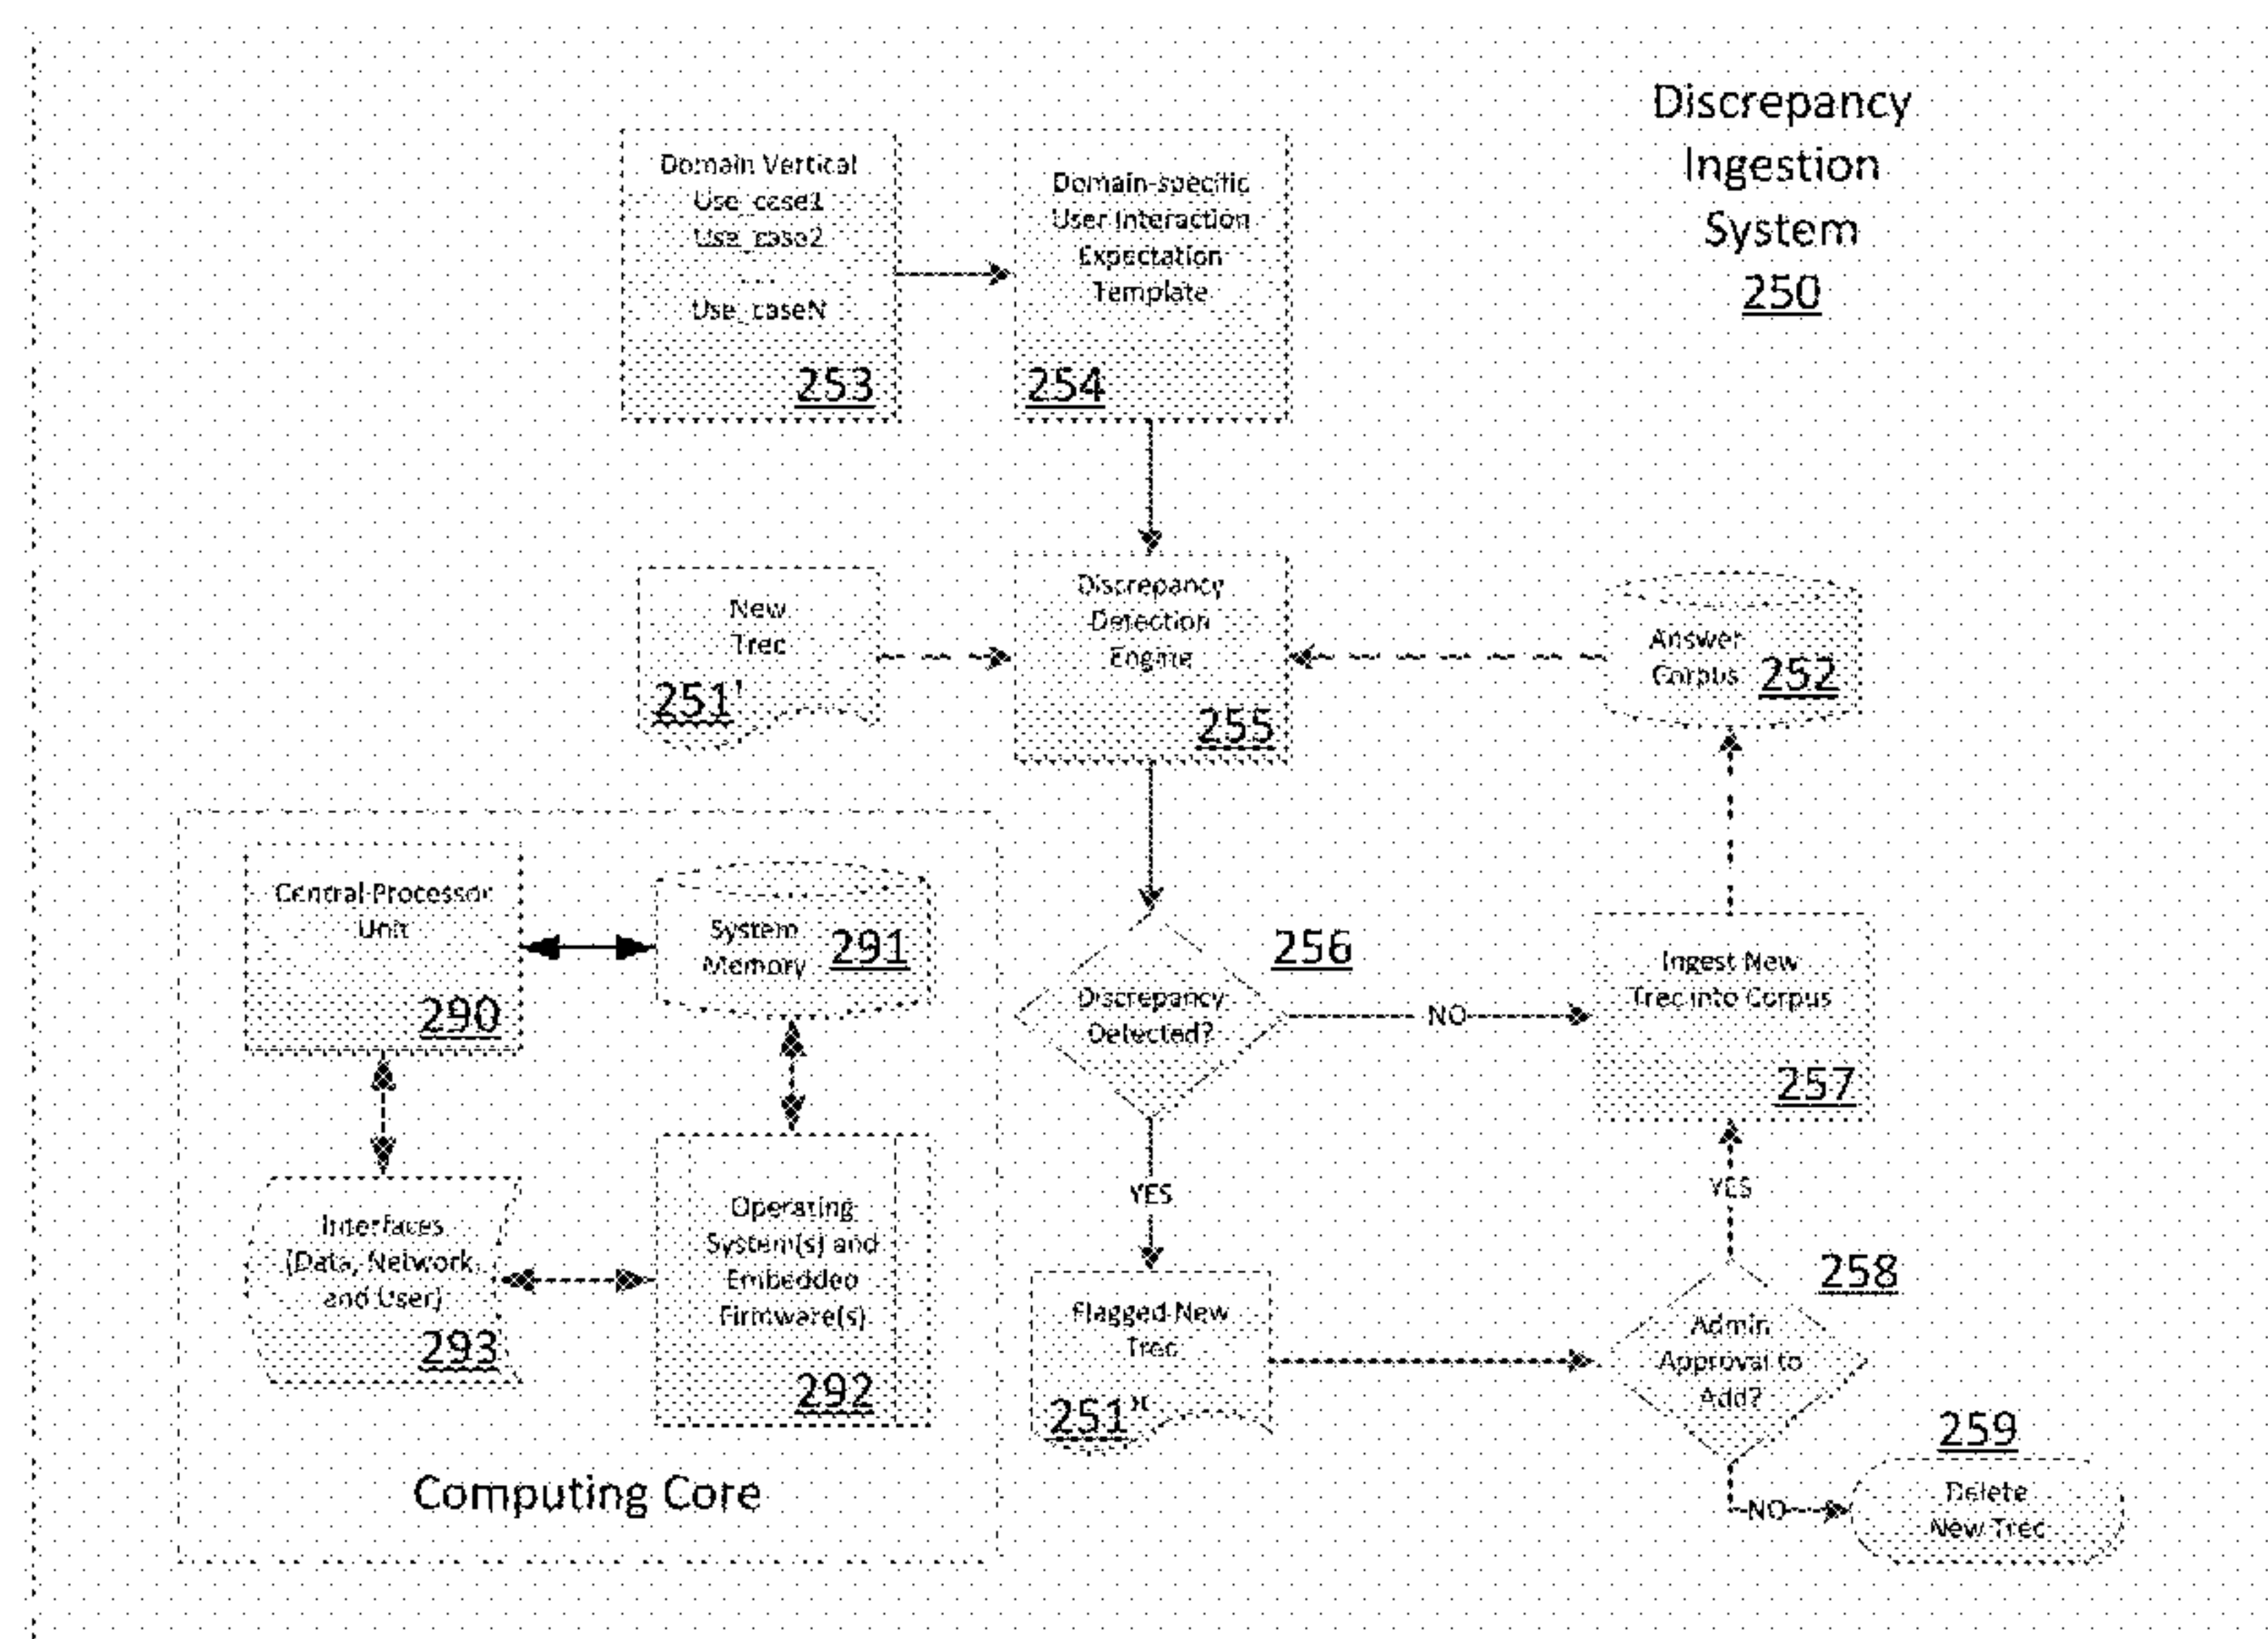 Discrepancy
Ingestion
System
250
Domain Vertical
Use_case1
Use_case2
...
Use_caseN
253
Domain-specific
User Interaction
Expectation
Template
254
New
Trec
251'
Discrepancy
Detection
Engine
255
Answer
Corpus
252
Central Processor
Unit
290
System
Memory
291
Interfaces
(Data, Network
and User)
293
Operating
System(s) and
Embedded
Firmware(s)
292
Computing Core
Discrepancy
Detected?
256
NO
Ingest New
Trec into Corpus
257
YES
YES
Flagged New
Trec
251"
Admin
Approval to
Add?
258
NO
259
Delete
New Trec